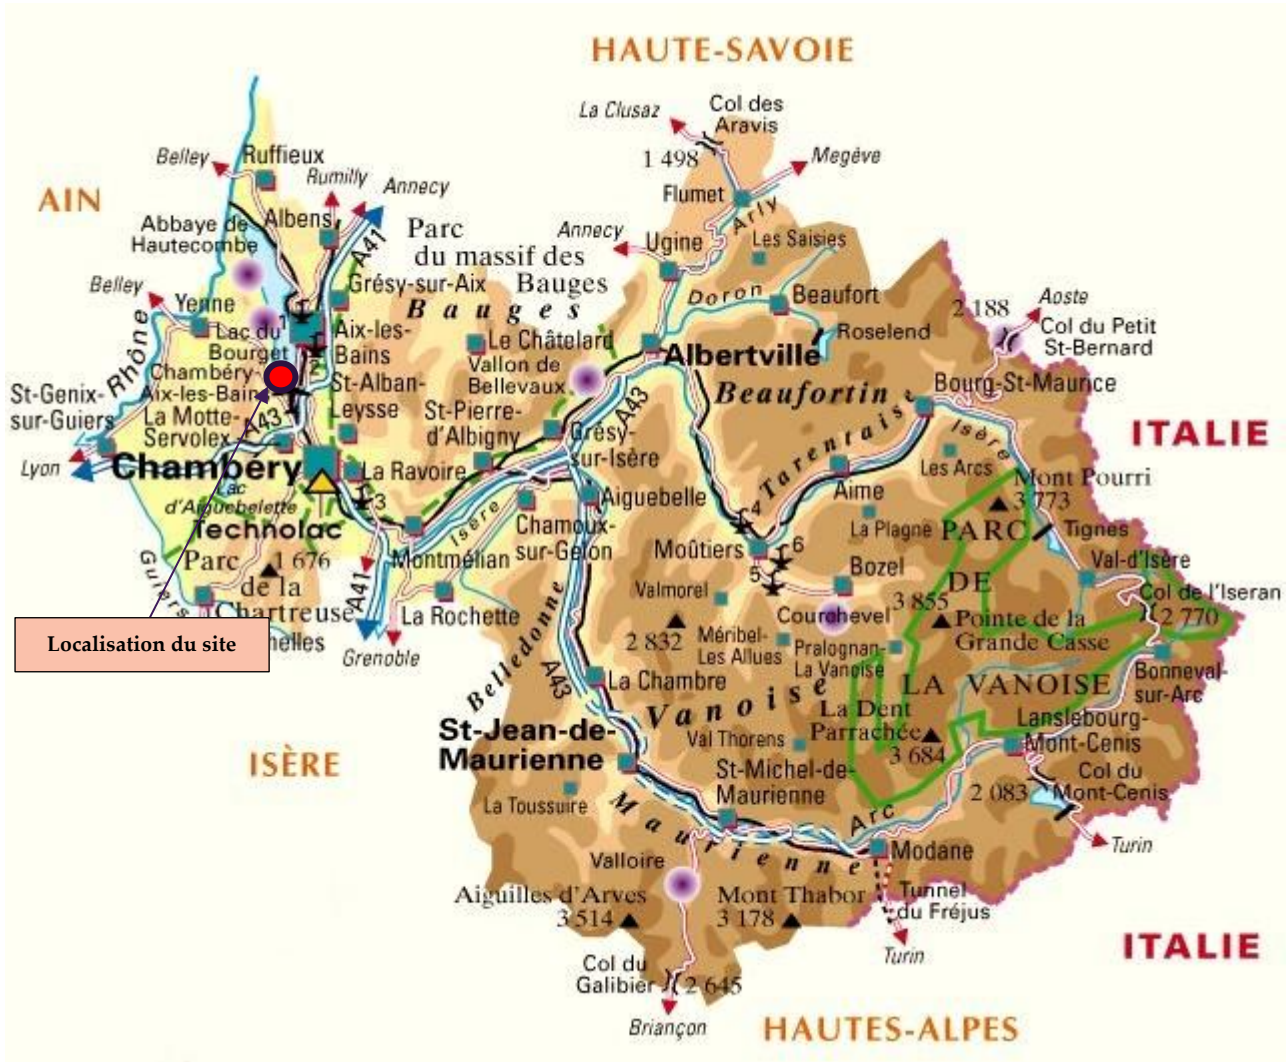 HAUTE-SAVOIE
La Clusaz
Col des
Aravis
1 498
Megève
Belley
Ruffieux
Rumilly
Annecy
AIN
Flumet
Arly
Abbaye de
Hautecombe
Albens
A41
Parc
du massif des
Bauges
Annecy
Ugine
Les Saisies
Belley
Yenne
Grésy-sur-Aix
Bauges
Doron
Beaufort
2 188
Aoste
Rhône
Lac du
Bourget
1
Aix-les-
Bains
Le Châtelard
Roselend
Col du Petit
St-Bernard
Chambéry-
Aix-les-Bains
2
Vallon de
Bellevaux
Albertville
St-Genix-
sur-Guiers
St-Alban-
Leysse
A43
Beaufortin
Bourg-St-Maurice
La Motte-
Servolex
A43
St-Pierre-
d'Albigny
Grésy-
sur-Isère
Tarentaise
Isère
ITALIE
Lyon
Chambéry
La Ravoire
Les Arcs
Mont Pourri
3 773
Lac
d'Aiguebelette
3
Isère
Aiguebelle
4
Aime
Technolac
Chamoux-
sur-Gelon
La Plagne
PARC
Tignes
Parc
de la
Chartreuse
1 676
Guiers
Montmélian
Moûtiers
6
5
Bozel
DE
Val-d'Isère
A41
La Rochette
Valmorel
Courchevel
3 855
Pointe de la
Grande Casse
Col de l'Iseran
2 770
Localisation du site
helles
Grenoble
Belledonne
2 832
Méribel-
Les Allues
Pralognan-
La Vanoise
A43
La Chambre
Vanoise
LA VANOISE
Bonneval-
sur-Arc
St-Jean-de-
Maurienne
La Dent
Parrachée
3 684
Lanslebourg-
Mont-Cenis
ISÈRE
Val Thorens
St-Michel-de-
Maurienne
Col du
Mont-Cenis
2 083
La Toussuire
Maurienne
Arc
Turin
Valloire
Modane
Aiguilles d'Arves
3 514
Mont Thabor
3 178
Tunnel
du Fréjus
Turin
ITALIE
Col du
Galibier
2 645
Briançon
HAUTES-ALPES